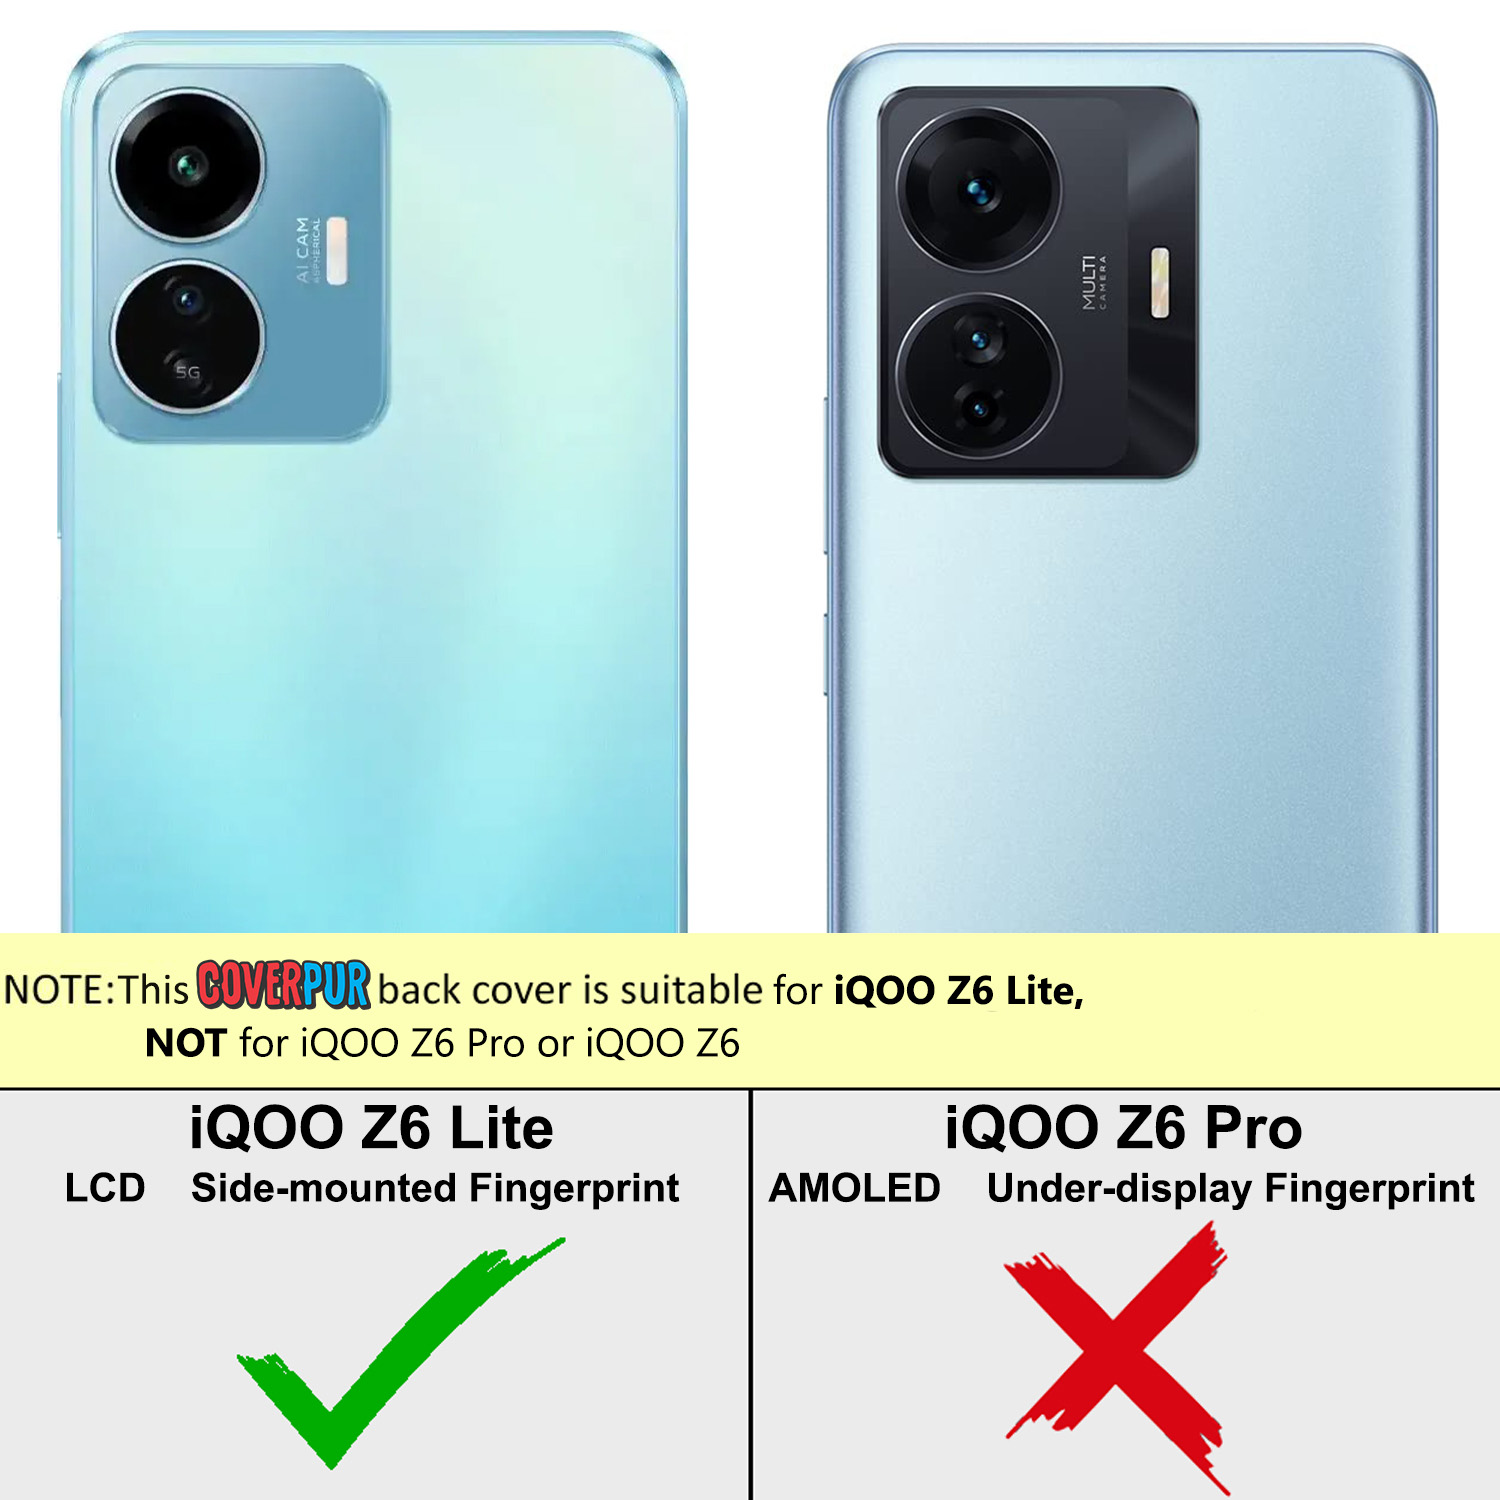 AI CAM
ASPHERICAL
5G
MULTI
CAMERA
NOTE:This COVERPUR back cover is suitable for iQOO Z6 Lite,
NOT for iQOO Z6 Pro or iQOO Z6
iQOO Z6 Lite
LCD Side-mounted Fingerprint
iQOO Z6 Pro
AMOLED Under-display Fingerprint